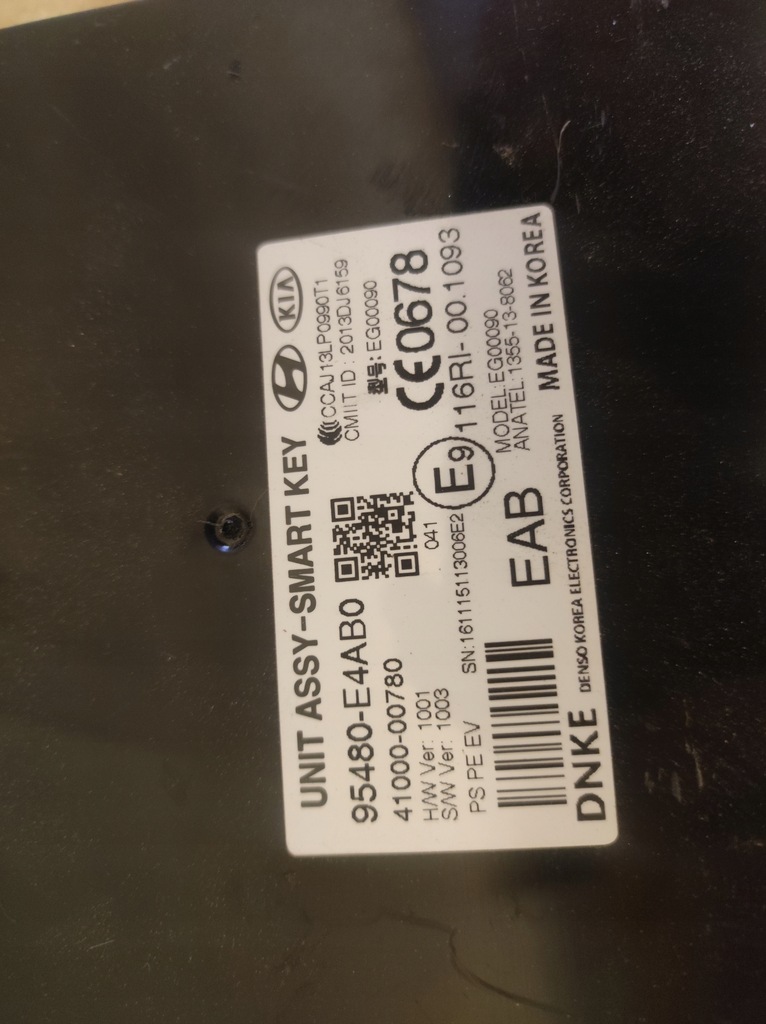 UNIT ASSY-SMART KEY
KIA
95480-E4AB0
41000-00780
H/W Ver: 1001
S/W Ver: 1003
PS PE EV
041
SN:161115113006E2
CCAJ13LP0990T1
CMIIT ID : 2013DJ6159
型号: EG00090
CE0678
E9 116RI- 00.1093
EAB
MODEL:EG00090
ANATEL:1355-13-8062
DNKE DENSO KOREA ELECTRONICS CORPORATION
MADE IN KOREA